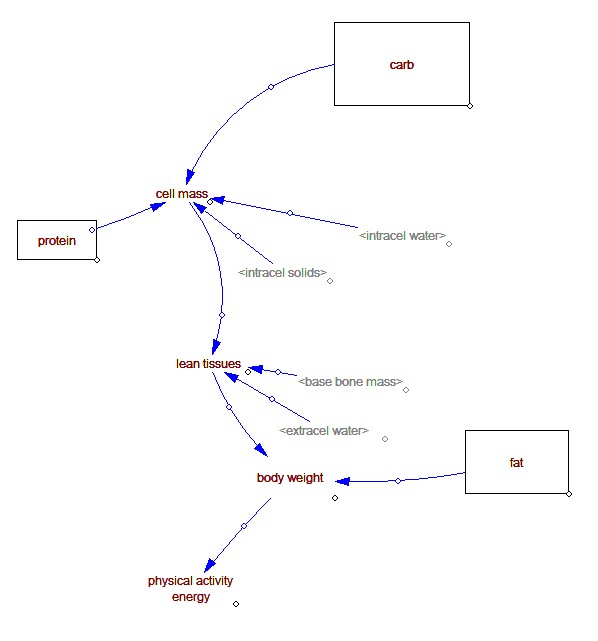 carb
cell mass
protein
<intracel water>
<intracel solids>
lean tissues
<base bone mass>
<extracel water>
fat
body weight
physical activity
energy